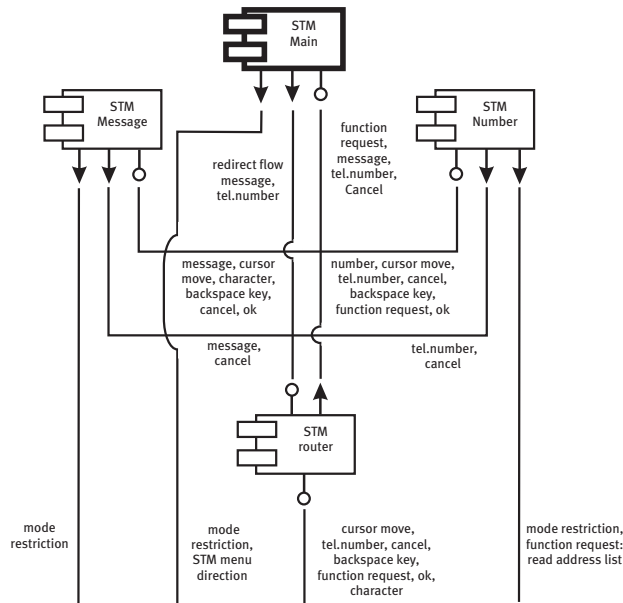 STM
Main
STM
Message
STM
Number
function
request,
message,
tel.number,
Cancel
redirect flow
message,
tel.number
message, cursor
move, character,
backspace key,
cancel, ok
number, cursor move,
tel.number, cancel,
backspace key,
function request, ok
message,
cancel
tel.number,
cancel
STM
router
mode
restriction
mode
restriction,
STM menu
direction
cursor move,
tel.number, cancel,
backspace key,
function request, ok,
character
mode restriction,
function request:
read address list